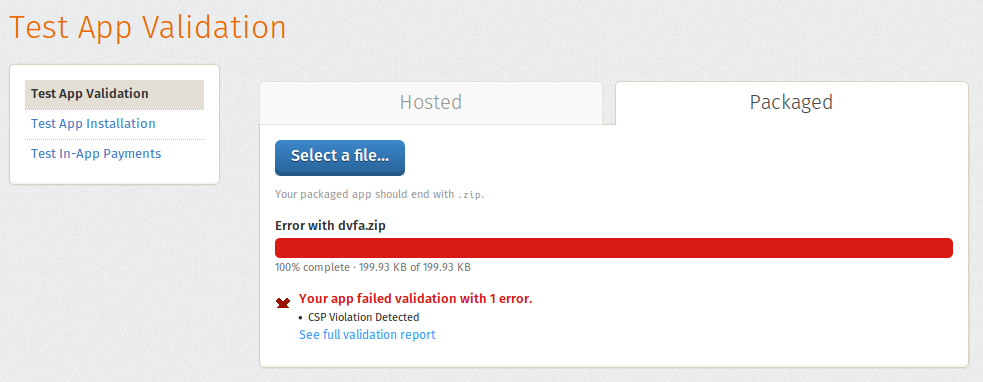 Test App Validation
Test App Validation
Test App Installation
Test In-App Payments
Hosted
Packaged
Select a file...
Your packaged app should end with .zip.
Error with dvfa.zip
100% complete · 199.93 KB of 199.93 KB
Your app failed validation with 1 error.
• CSP Violation Detected
See full validation report